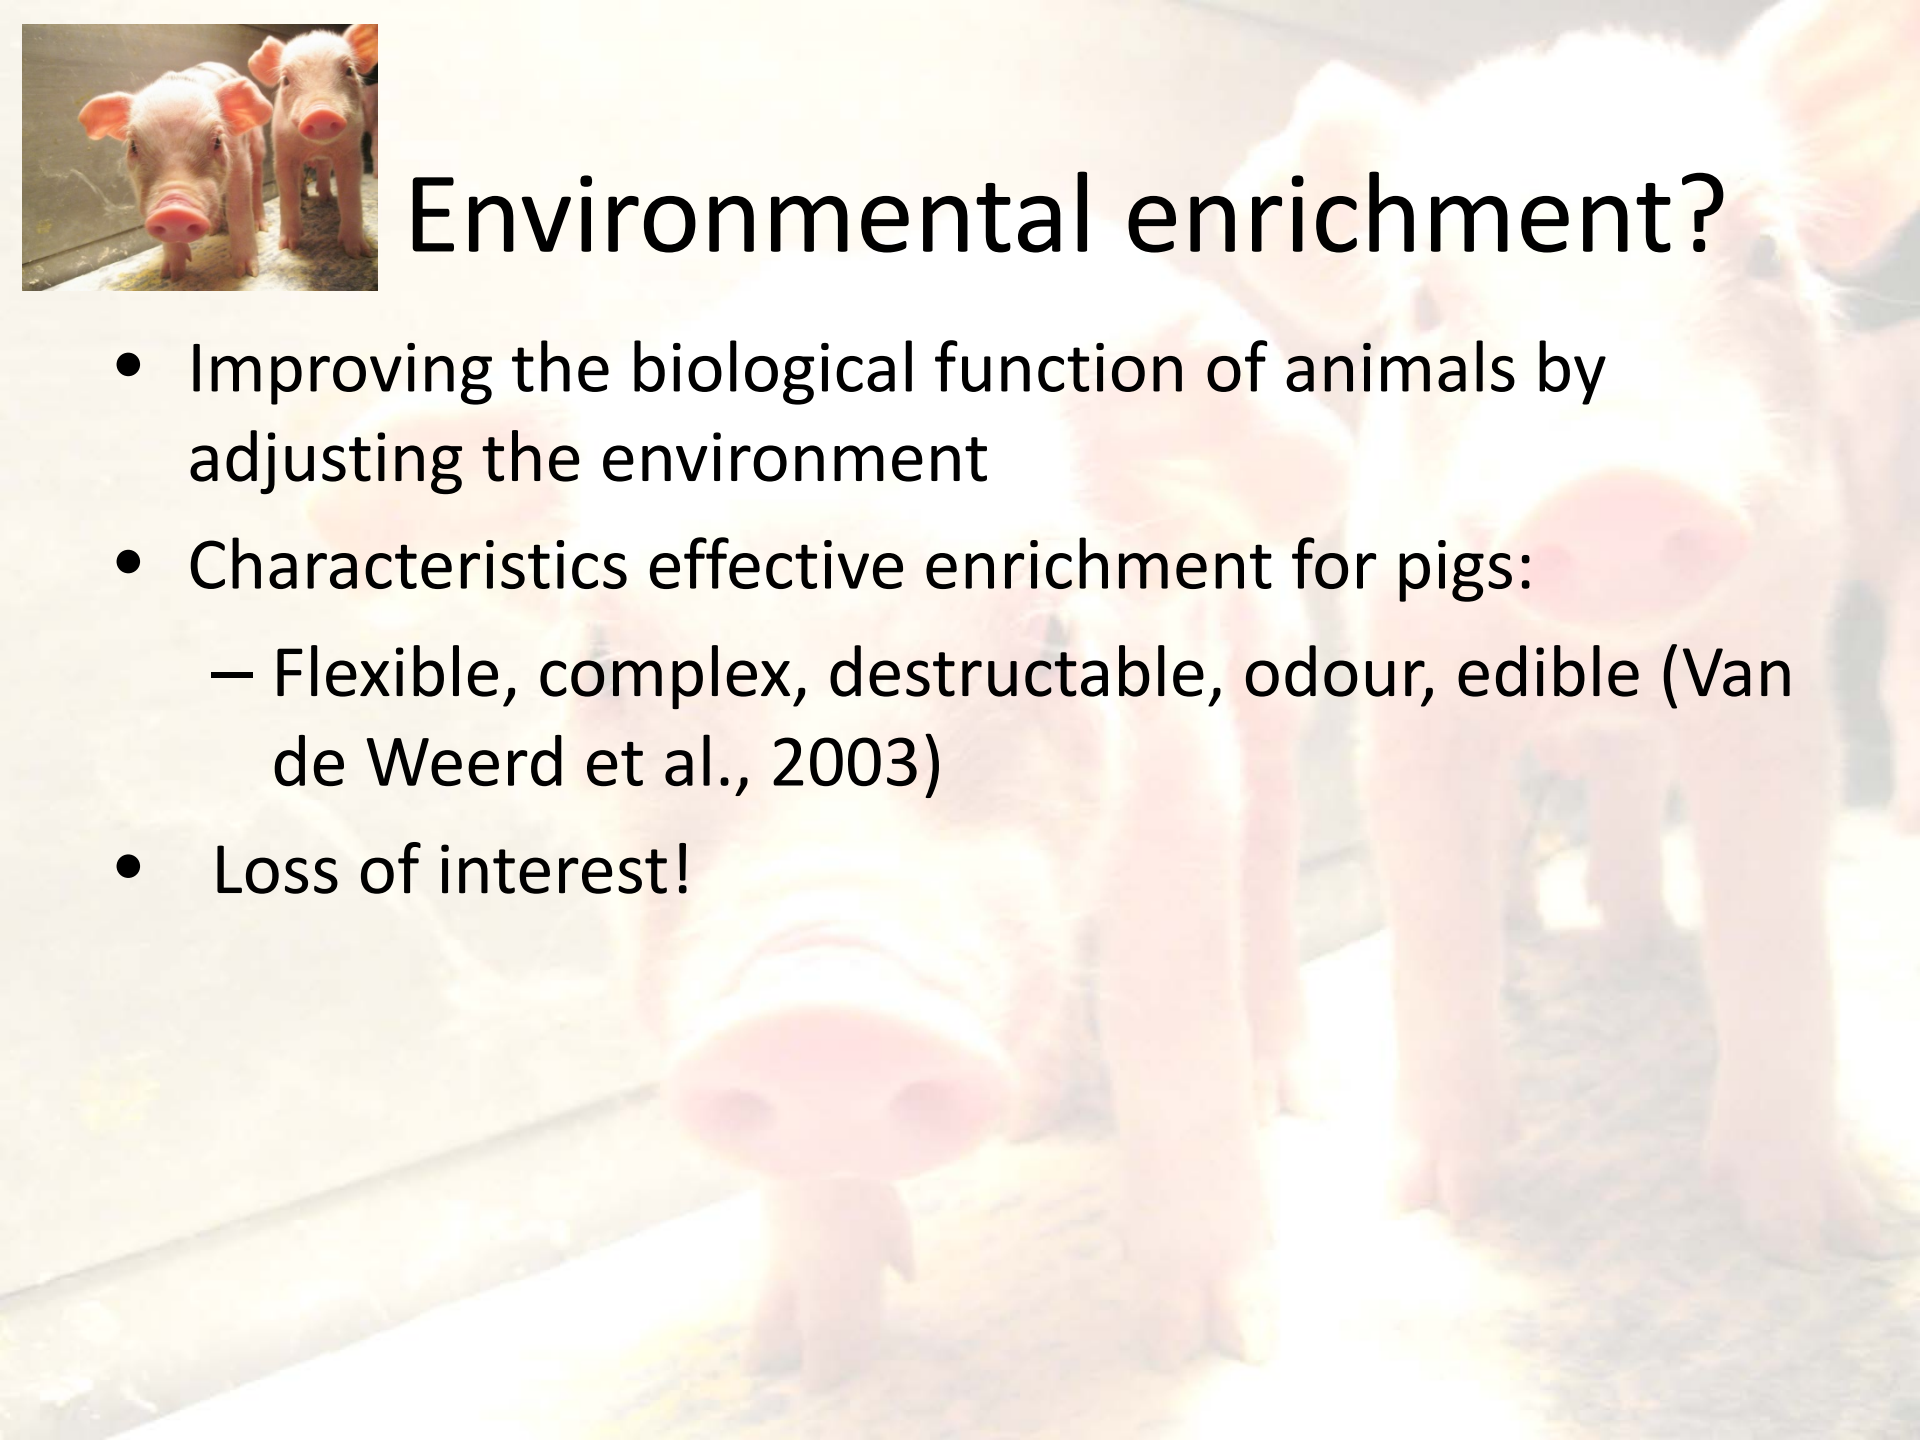 Environmental enrichment?
• Improving the biological function of animals by
adjusting the environment
• Characteristics effective enrichment for pigs:
– Flexible, complex, destructable, odour, edible (Van
de Weerd et al., 2003)
• Loss of interest!